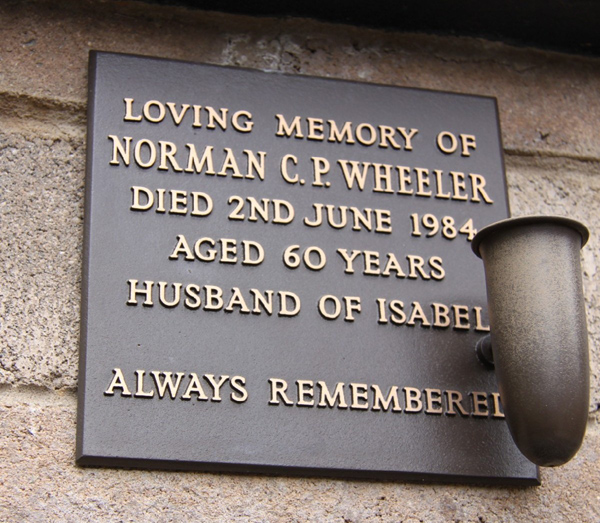 LOVING MEMORY OF
NORMAN C.P. WHEELER
DIED 2ND JUNE 1984
AGED 60 YEARS
HUSBAND OF ISABEL
ALWAYS REMEMBERED